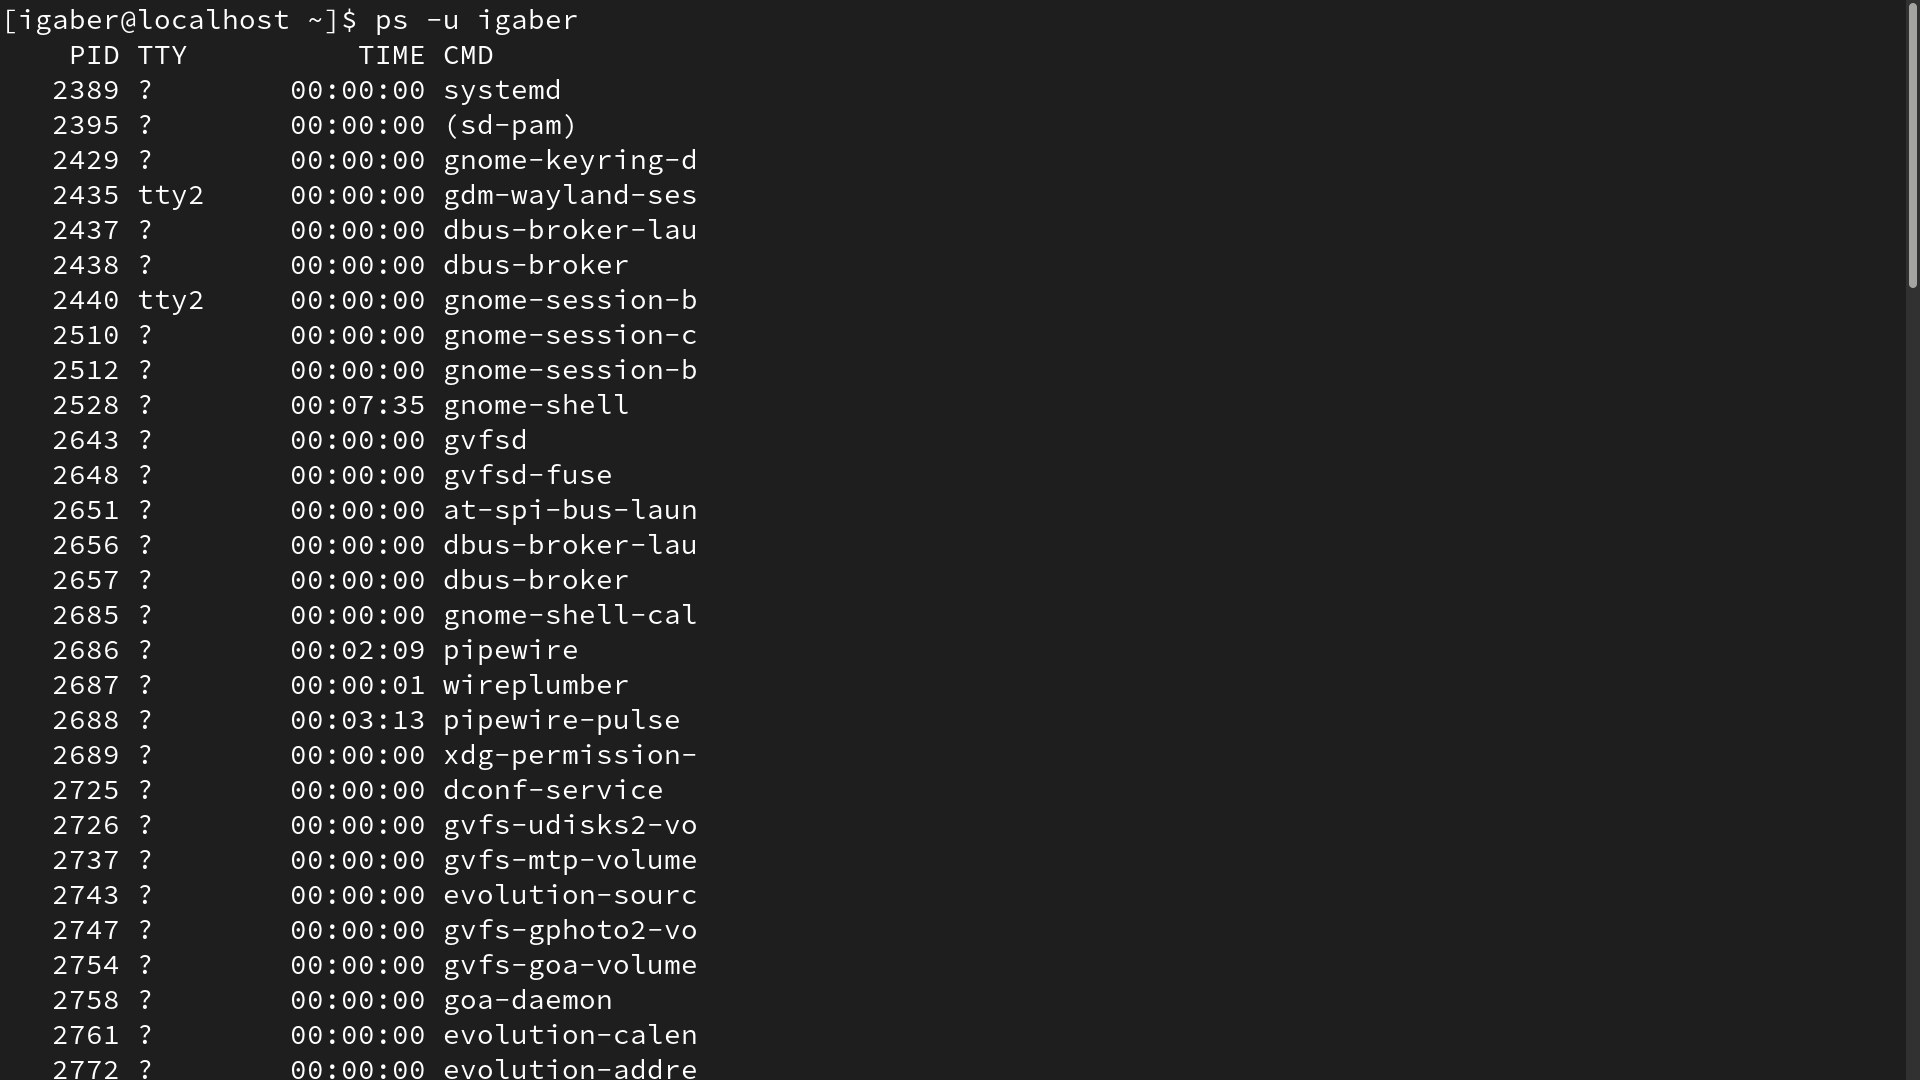 [igaber@localhost ~]$ ps -u igaber
    PID TTY          TIME CMD
   2389 ?        00:00:00 systemd
   2395 ?        00:00:00 (sd-pam)
   2429 ?        00:00:00 gnome-keyring-d
   2435 tty2     00:00:00 gdm-wayland-ses
   2437 ?        00:00:00 dbus-broker-lau
   2438 ?        00:00:00 dbus-broker
   2440 tty2     00:00:00 gnome-session-b
   2510 ?        00:00:00 gnome-session-c
   2512 ?        00:00:00 gnome-session-b
   2528 ?        00:07:35 gnome-shell
   2643 ?        00:00:00 gvfsd
   2648 ?        00:00:00 gvfsd-fuse
   2651 ?        00:00:00 at-spi-bus-laun
   2656 ?        00:00:00 dbus-broker-lau
   2657 ?        00:00:00 dbus-broker
   2685 ?        00:00:00 gnome-shell-cal
   2686 ?        00:02:09 pipewire
   2687 ?        00:00:01 wireplumber
   2688 ?        00:03:13 pipewire-pulse
   2689 ?        00:00:00 xdg-permission-
   2725 ?        00:00:00 dconf-service
   2726 ?        00:00:00 gvfs-udisks2-vo
   2737 ?        00:00:00 gvfs-mtp-volume
   2743 ?        00:00:00 evolution-sourc
   2747 ?        00:00:00 gvfs-gphoto2-vo
   2754 ?        00:00:00 gvfs-goa-volume
   2758 ?        00:00:00 goa-daemon
   2761 ?        00:00:00 evolution-calen
   2772 ?        00:00:00 evolution-addre